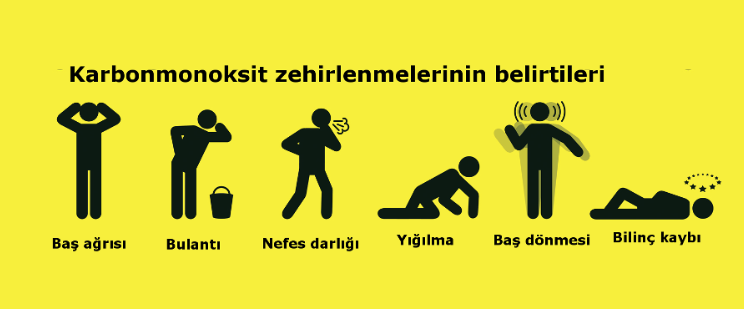 Karbonmonoksit zehirlenmelerinin belirtileri
Baş ağrısı
Bulantı
Nefes darlığı
Yığılma
Baş dönmesi
Bilinç kaybı